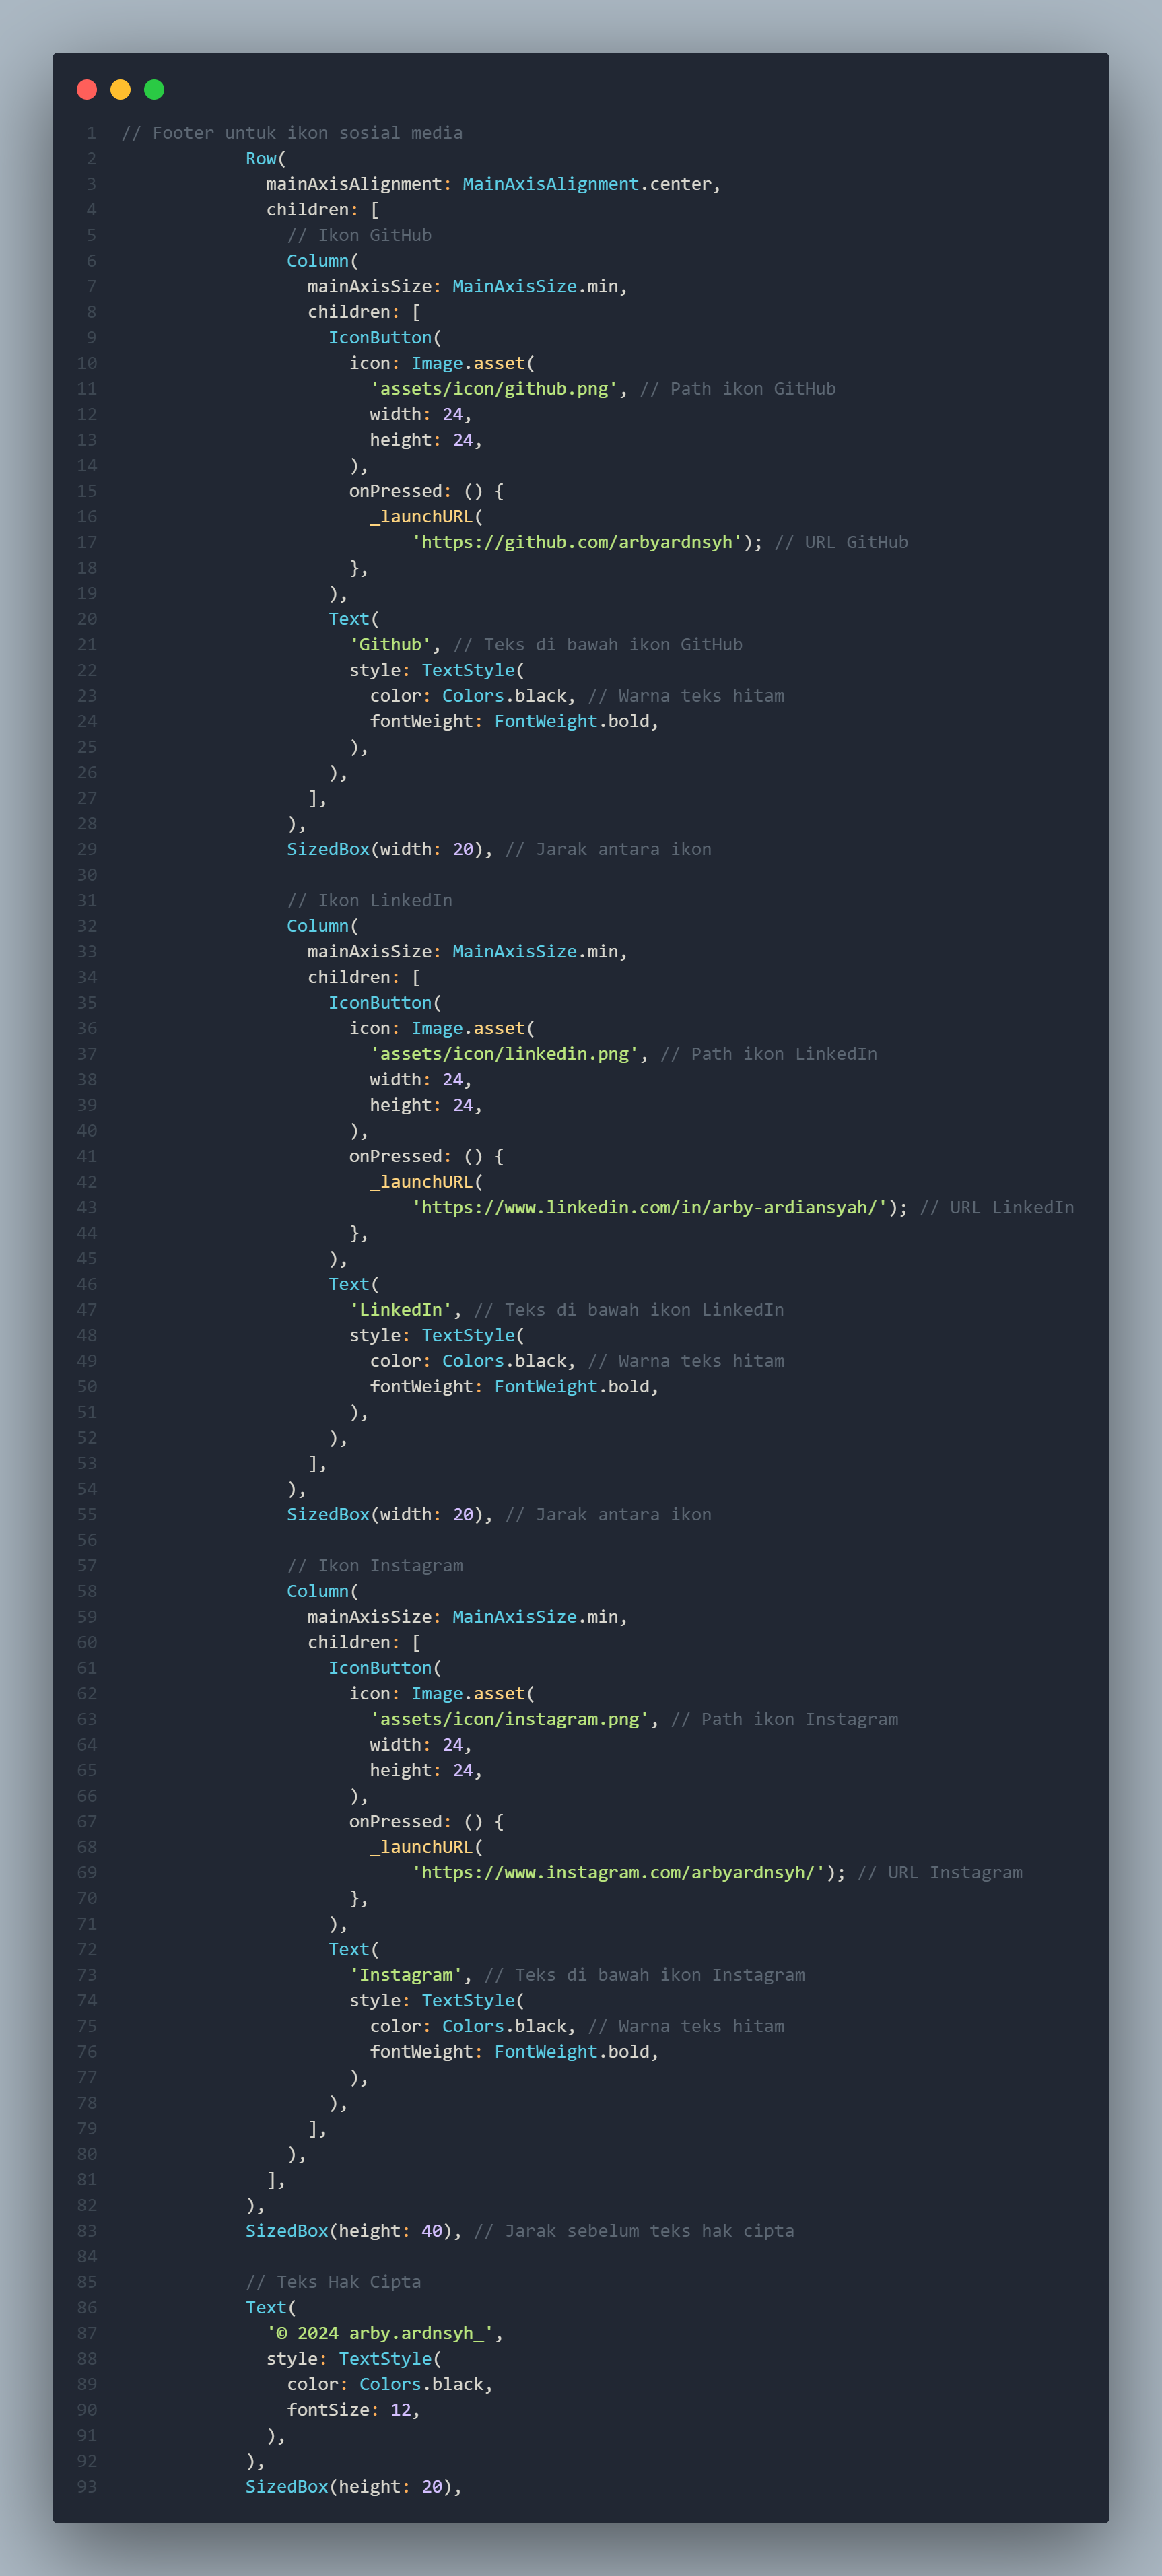 1 // Footer untuk ikon sosial media
2 Row(
3 mainAxisAlignment: MainAxisAlignment.center,
4 children: [
5 // Ikon GitHub
6 Column(
7 mainAxisSize: MainAxisSize.min,
8 children: [
9 IconButton(
10 icon: Image.asset(
11 'assets/icon/github.png', // Path ikon GitHub
12 width: 24,
13 height: 24,
14 ),
15 onPressed: () {
16 _launchURL(
17 'https://github.com/arbyardnsyh'); // URL GitHub
18 },
19 ),
20 Text(
21 'Github', // Teks di bawah ikon GitHub
22 style: TextStyle(
23 color: Colors.black, // Warna teks hitam
24 fontWeight: FontWeight.bold,
25 ),
26 ),
27 ],
28 ),
29 SizedBox(width: 20), // Jarak antara ikon
30
31 // Ikon LinkedIn
32 Column(
33 mainAxisSize: MainAxisSize.min,
34 children: [
35 IconButton(
36 icon: Image.asset(
37 'assets/icon/linkedin.png', // Path ikon LinkedIn
38 width: 24,
39 height: 24,
40 ),
41 onPressed: () {
42 _launchURL(
43 'https://www.linkedin.com/in/arby-ardiansyah/'); // URL LinkedIn
44 },
45 ),
46 Text(
47 'LinkedIn', // Teks di bawah ikon LinkedIn
48 style: TextStyle(
49 color: Colors.black, // Warna teks hitam
50 fontWeight: FontWeight.bold,
51 ),
52 ),
53 ],
54 ),
55 SizedBox(width: 20), // Jarak antara ikon
56
57 // Ikon Instagram
58 Column(
59 mainAxisSize: MainAxisSize.min,
60 children: [
61 IconButton(
62 icon: Image.asset(
63 'assets/icon/instagram.png', // Path ikon Instagram
64 width: 24,
65 height: 24,
66 ),
67 onPressed: () {
68 _launchURL(
69 'https://www.instagram.com/arbyardnsyh/'); // URL Instagram
70 },
71 ),
72 Text(
73 'Instagram', // Teks di bawah ikon Instagram
74 style: TextStyle(
75 color: Colors.black, // Warna teks hitam
76 fontWeight: FontWeight.bold,
77 ),
78 ),
79 ],
80 ),
81 ],
82 ),
83 SizedBox(height: 40), // Jarak sebelum teks hak cipta
84
85 // Teks Hak Cipta
86 Text(
87 '© 2024 arby.ardnsyh_',
88 style: TextStyle(
89 color: Colors.black,
90 fontSize: 12,
91 ),
92 ),
93 SizedBox(height: 20),